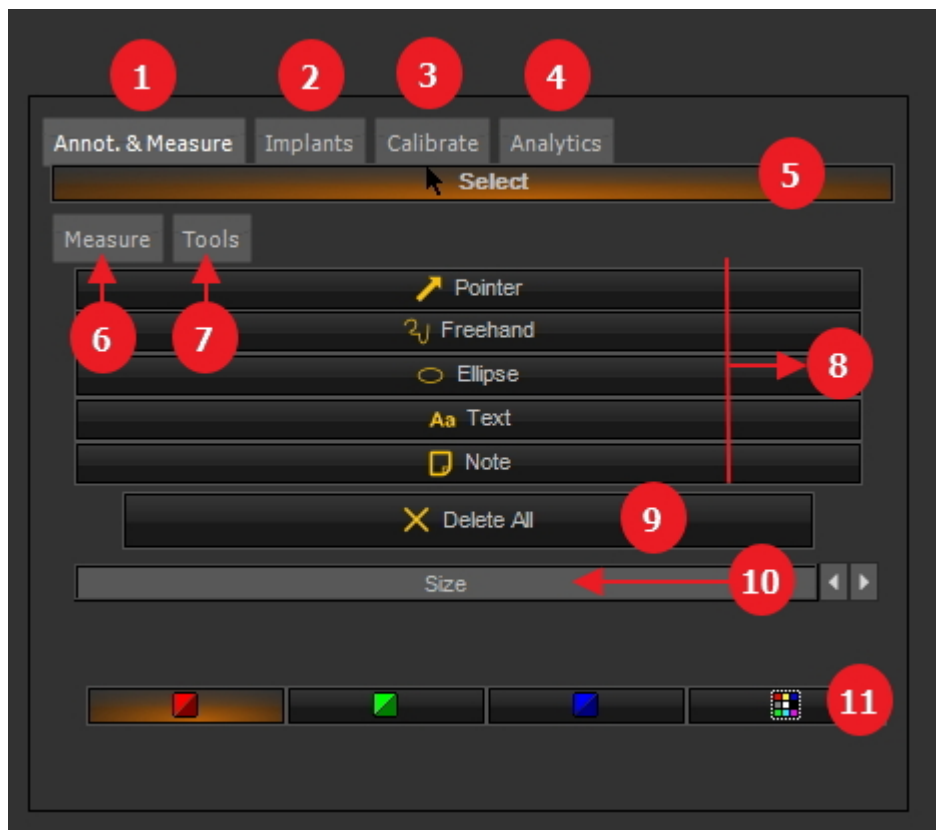 1 2 3 4
Annot. & Measure Implants Calibrate Analytics
Select 5
Measure Tools
Pointer
6 7 Freehand
Ellipse 8
Aa Text
Note
Delete All 9
Size 10
11